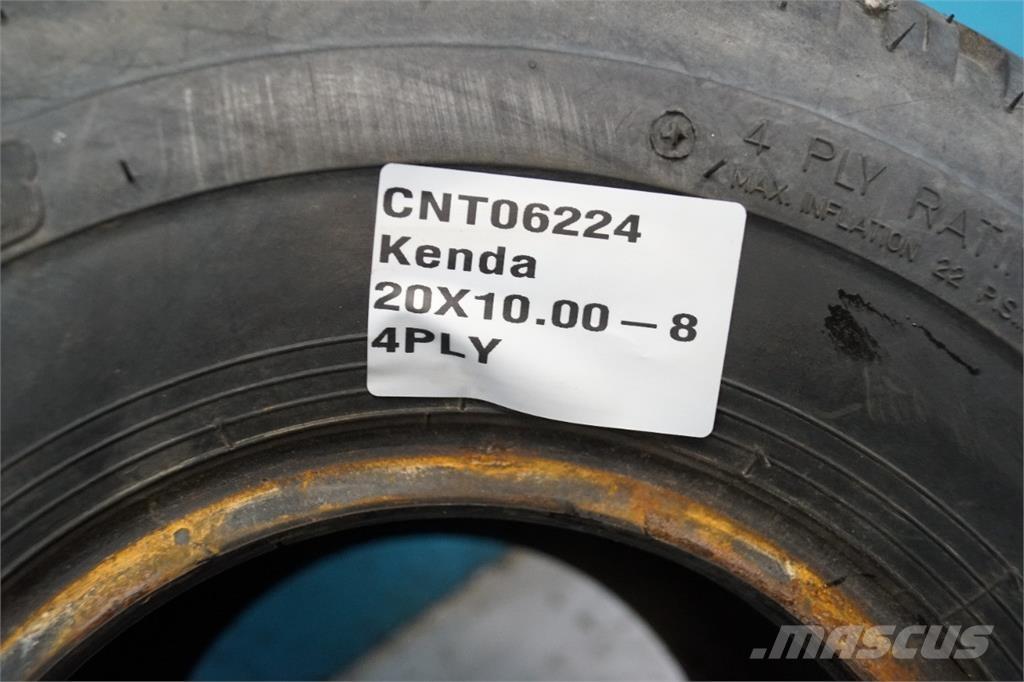 4 PLY RATI
MAX. INFLATION 22 PS
CNT06224
Kenda
20X10.00-8
4PLY
MASCUS